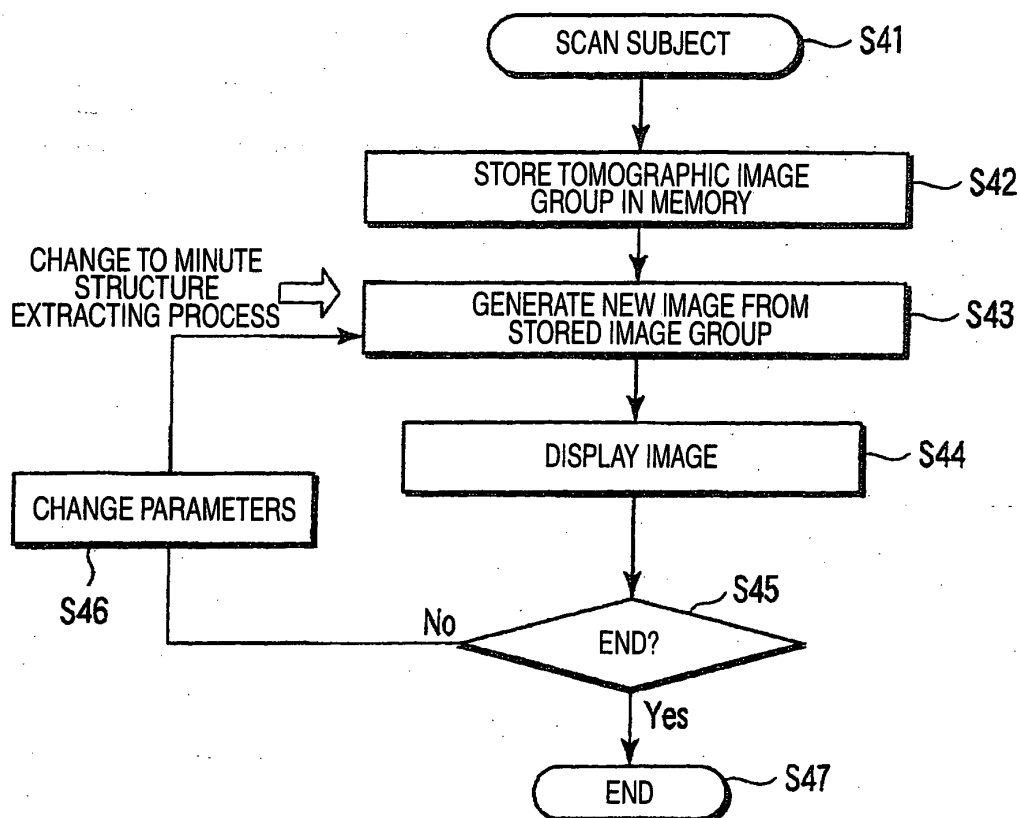 SCAN SUBJECT
S41
STORE TOMOGRAPHIC IMAGE
GROUP IN MEMORY
S42
CHANGE TO MINUTE
STRUCTURE
EXTRACTING PROCESS
GENERATE NEW IMAGE FROM
STORED IMAGE GROUP
S43
DISPLAY IMAGE
S44
CHANGE PARAMETERS
S46
S45
No
END?
Yes
END
S47